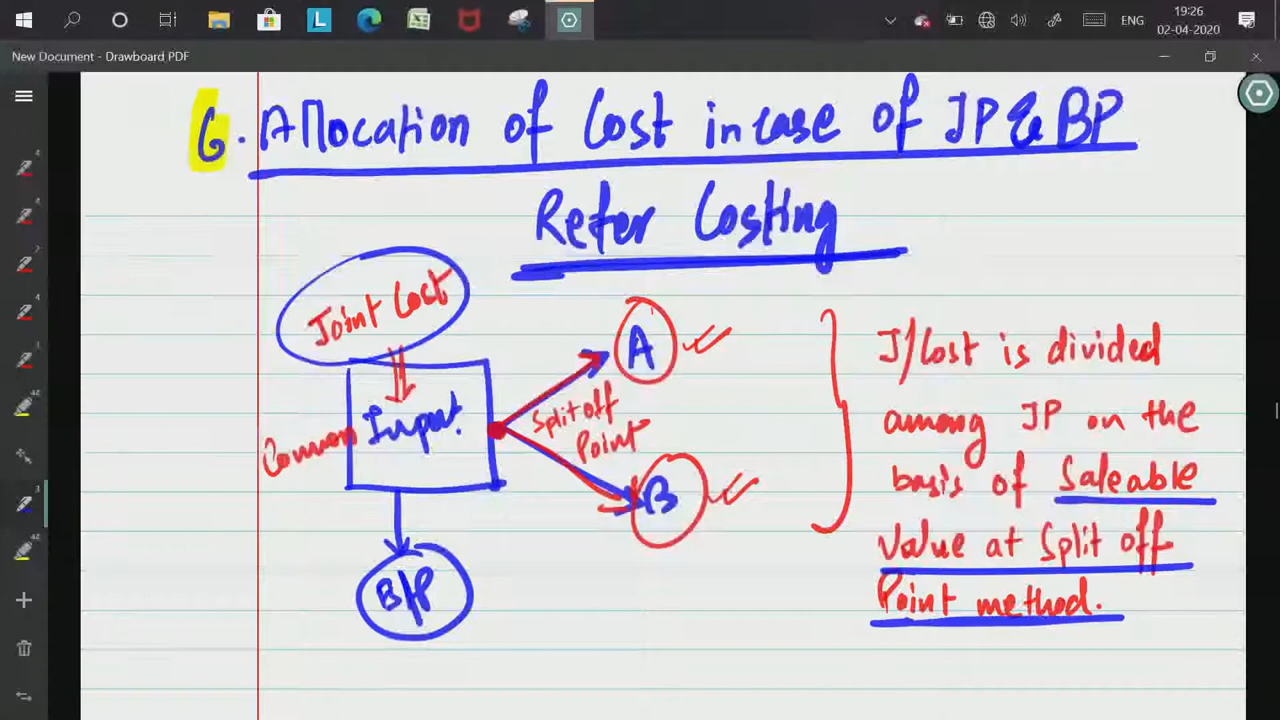 19:26
ENG
02-04-2020
New Document - Drawboard PDF
6. Allocation of Cost in case of JP & BP
Refer Costing
Joint Cost
Common Input
Split off
Point
A
B
B/P
J/Cost is divided
among JP on the
basis of Saleable
Value at Split off
Point method.